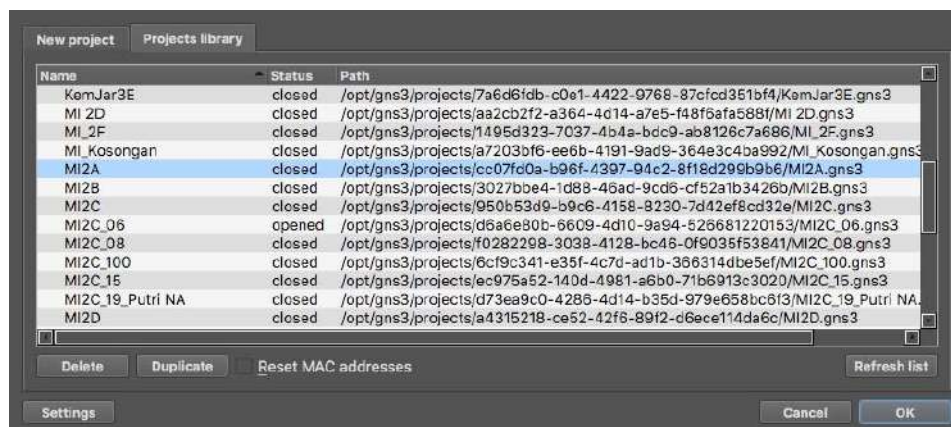 New project Projects library
Name Status Path
KemJar3E closed /opt/gns3/projects/7a6d6fdb-c0e1-4422-9768-87cfcd351bf4/KemJar3E.gns3
MI 2D closed /opt/gns3/projects/aa2cb2f2-a364-4d14-a7e5-f48f6afa588f/MI 2D.gns3
MI_2F closed /opt/gns3/projects/1495d323-7037-4b4a-bdc9-ab8126c7a686/MI_2F.gns3
MI_Kosongan closed /opt/gns3/projects/a7203bf6-ee6b-4191-9ad9-364e3c4ba992/MI_Kosongan.gns3
MI2A closed /opt/gns3/projects/cc07fd0a-b96f-4397-94c2-8f18d299b9b6/MI2A.gns3
MI2B closed /opt/gns3/projects/3027bbe4-1d88-46ad-9cd6-cf52a1b3426b/MI2B.gns3
MI2C closed /opt/gns3/projects/950b53d9-b9c6-4158-8230-7d42ef8cd32e/MI2C.gns3
MI2C_06 opened /opt/gns3/projects/d6a6e80b-6609-4d10-9a94-526681220153/MI2C_06.gns3
MI2C_08 closed /opt/gns3/projects/f0282298-3038-4128-bc46-0f9035f53841/MI2C_08.gns3
MI2C_100 closed /opt/gns3/projects/6cf9c341-e35f-4c7d-ad1b-366314dbe5ef/MI2C_100.gns3
MI2C_15 closed /opt/gns3/projects/ec975a52-140d-4981-a6b0-71b6913c3020/MI2C_15.gns3
MI2C_19_Putri NA closed /opt/gns3/projects/d73ea9c0-4286-4d14-b35d-979e658bc6f3/MI2C_19_Putri NA.
MI2D closed /opt/gns3/projects/a4315218-ce52-42f6-89f2-d6ece114da6c/MI2D.gns3
Delete Duplicate Reset MAC addresses Refresh list
Settings Cancel OK